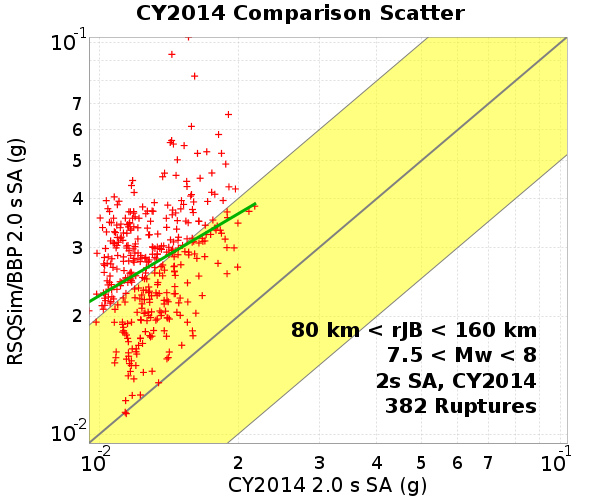 CY2014 Comparison Scatter
RSQSim/BBP 2.0 s SA (g)
10-1
7
6
5
4
3
2
10-2
80 km < rJB < 160 km
7.5 < Mw < 8
2s SA, CY2014
382 Ruptures
10-2 2 3 4 5 6 7 10-1
CY2014 2.0 s SA (g)